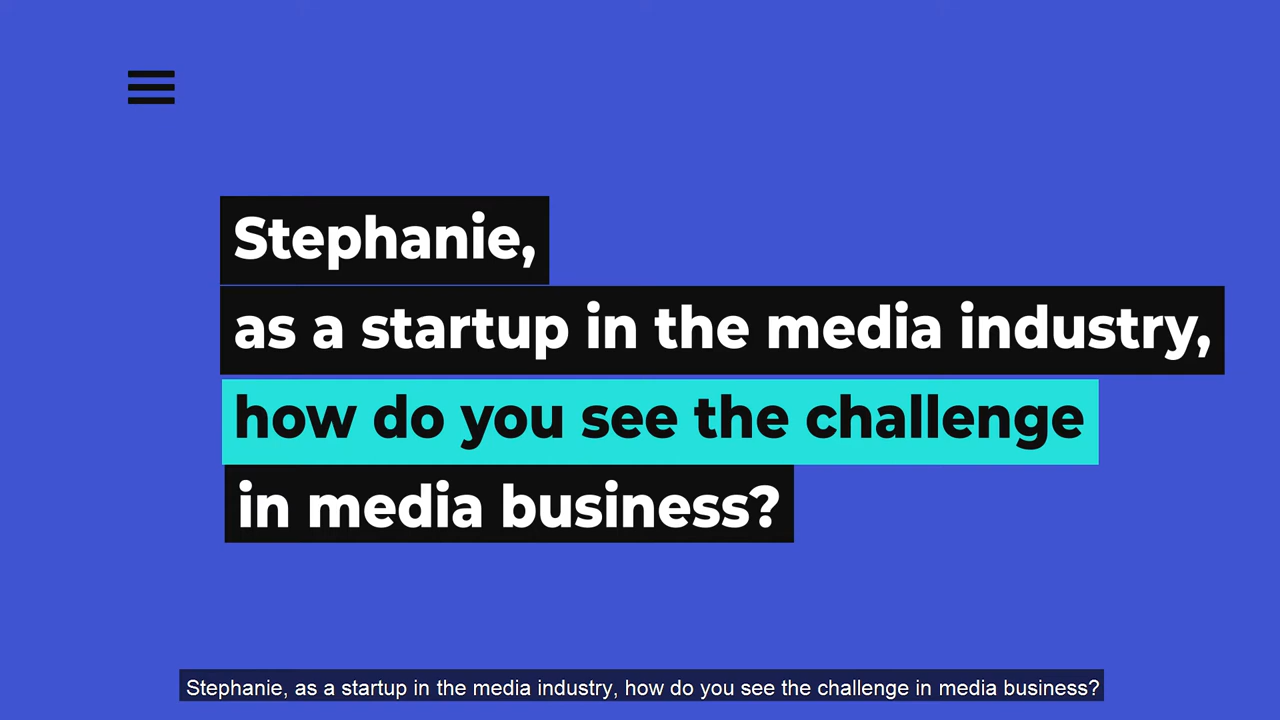 Stephanie,
as a startup in the media industry,
how do you see the challenge
in media business?
Stephanie, as a startup in the media industry, how do you see the challenge in media business?